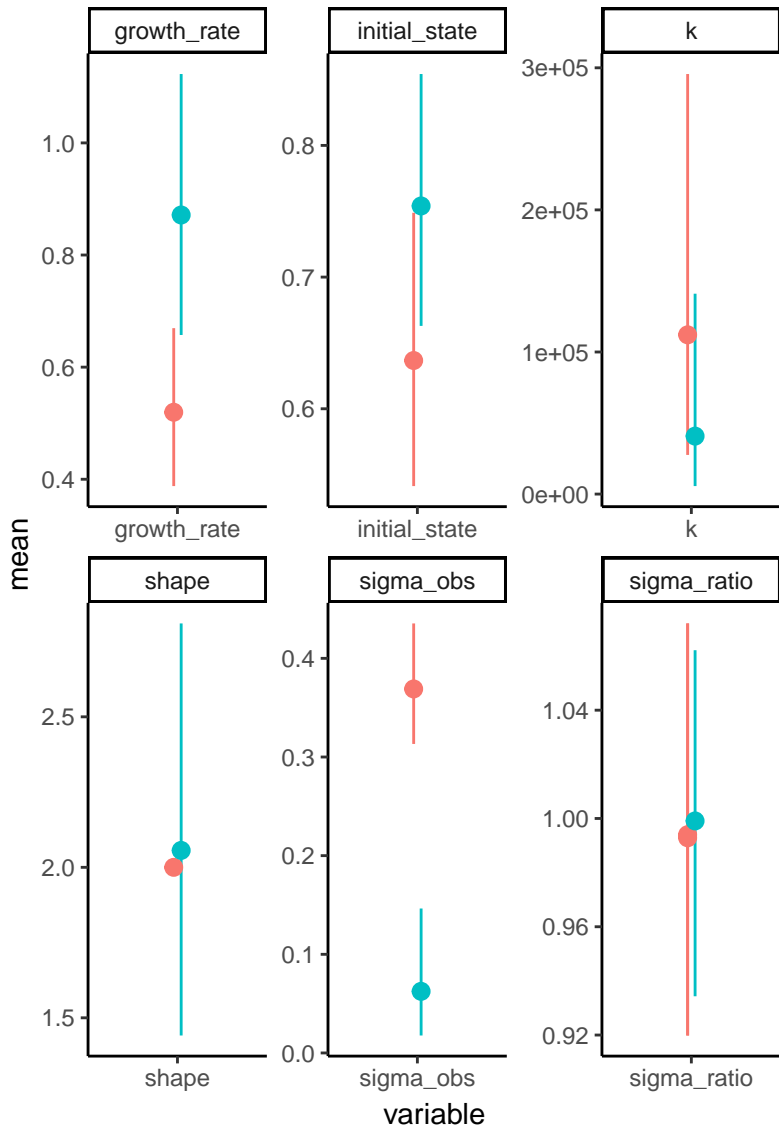 growth_rate
initial_state
k
1.0
0.8
0.6
0.4
growth_rate
0.8
0.7
0.6
initial_state
3e+05
2e+05
1e+05
0e+00
k
mean
shape
sigma_obs
sigma_ratio
2.5
2.0
1.5
shape
0.4
0.3
0.2
0.1
0.0
sigma_obs
1.04
1.00
0.96
0.92
sigma_ratio
variable